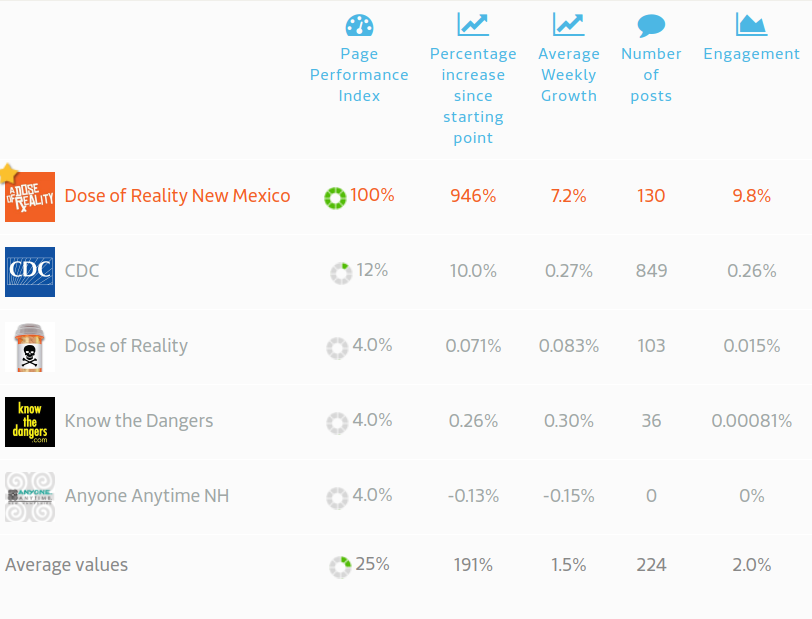 Page
Performance
Index
Percentage
increase
since
starting
point
Average
Weekly
Growth
Number
of
posts
Engagement
A DOSE
OF REALITY
Dose of Reality New Mexico 100% 946% 7.2% 130 9.8%
CDC
CDC 12% 10.0% 0.27% 849 0.26%
Dose of Reality 4.0% 0.071% 0.083% 103 0.015%
know
the
dangers
.com
Know the Dangers 4.0% 0.26% 0.30% 36 0.00081%
ANYONE
ANYTIME
Anyone Anytime NH 4.0% -0.13% -0.15% 0 0%
Average values 25% 191% 1.5% 224 2.0%